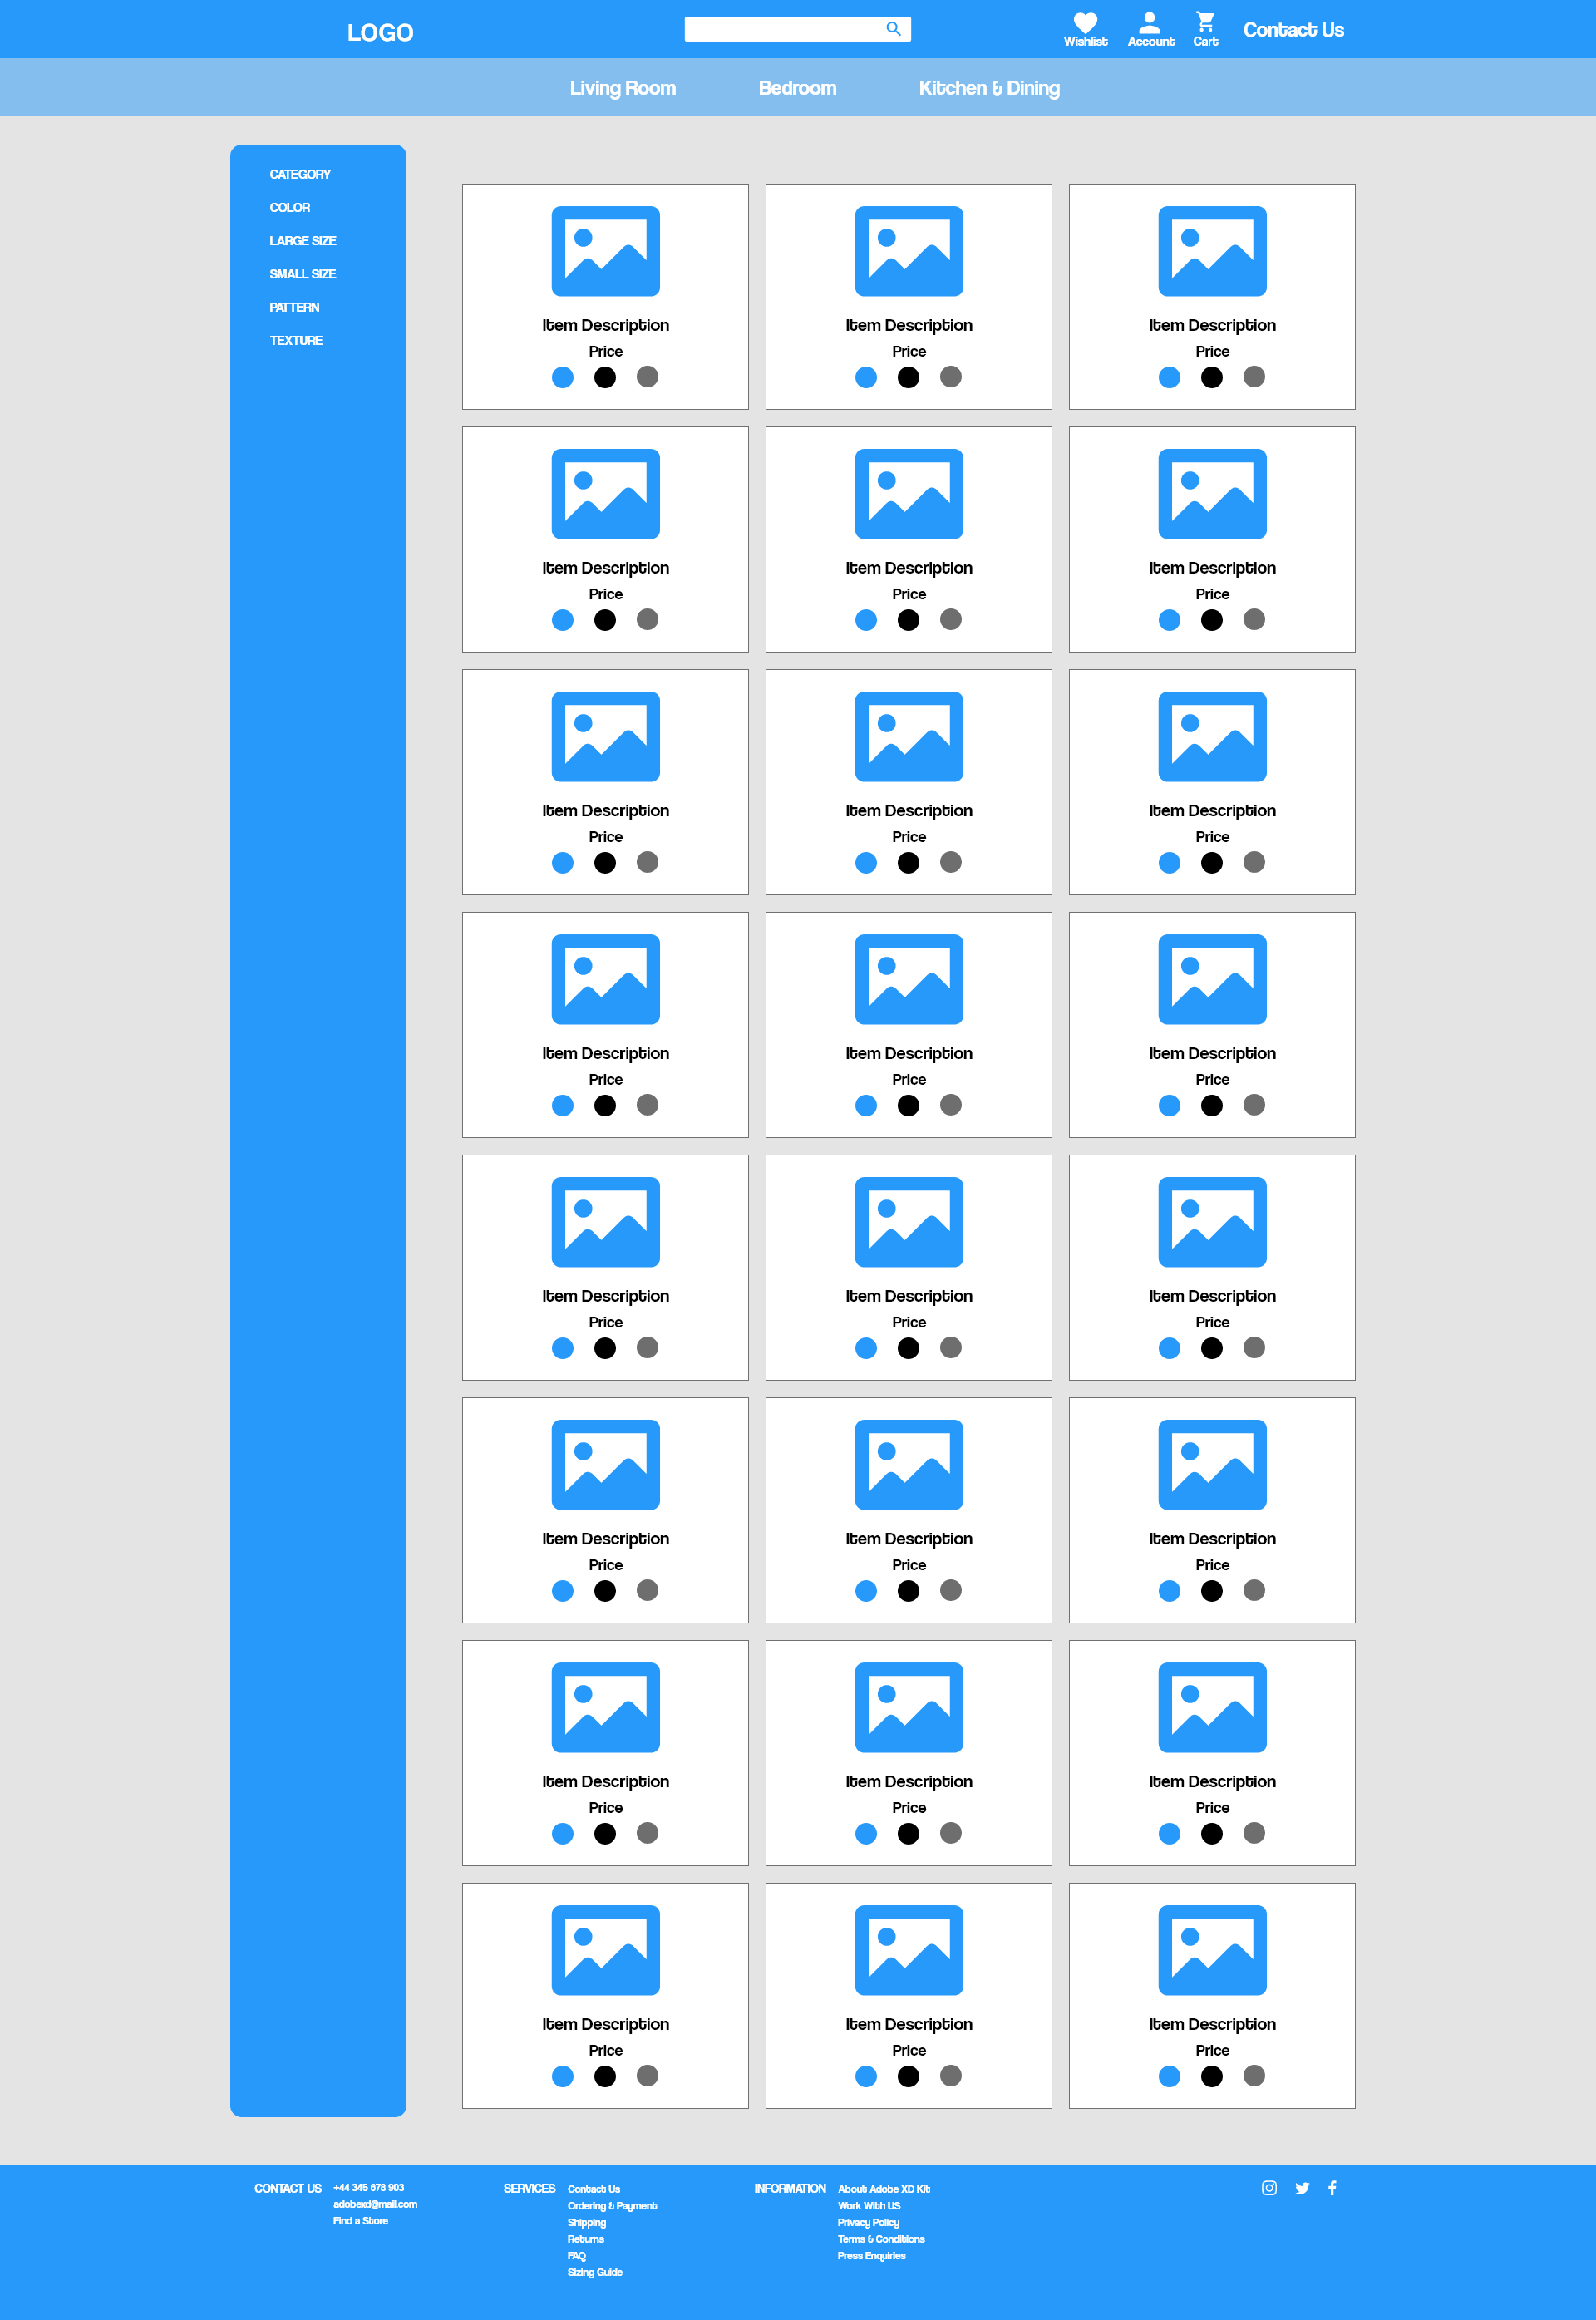 LOGO
Wishlist Account Cart Contact Us
Living Room Bedroom Kitchen & Dining
CATEGORY
COLOR
LARGE SIZE
SMALL SIZE
PATTERN
TEXTURE
Item Description Item Description Item Description
Price Price Price
Item Description Item Description Item Description
Price Price Price
Item Description Item Description Item Description
Price Price Price
Item Description Item Description Item Description
Price Price Price
Item Description Item Description Item Description
Price Price Price
Item Description Item Description Item Description
Price Price Price
Item Description Item Description Item Description
Price Price Price
Item Description Item Description Item Description
Price Price Price
CONTACT US
+44 345 678 903
adobexd@mail.com
Find a Store
SERVICES
Contact Us
Ordering & Payment
Shipping
Returns
FAQ
Sizing Guide
INFORMATION
About Adobe XD Kit
Work With US
Privacy Policy
Terms & Conditions
Press Enquiries